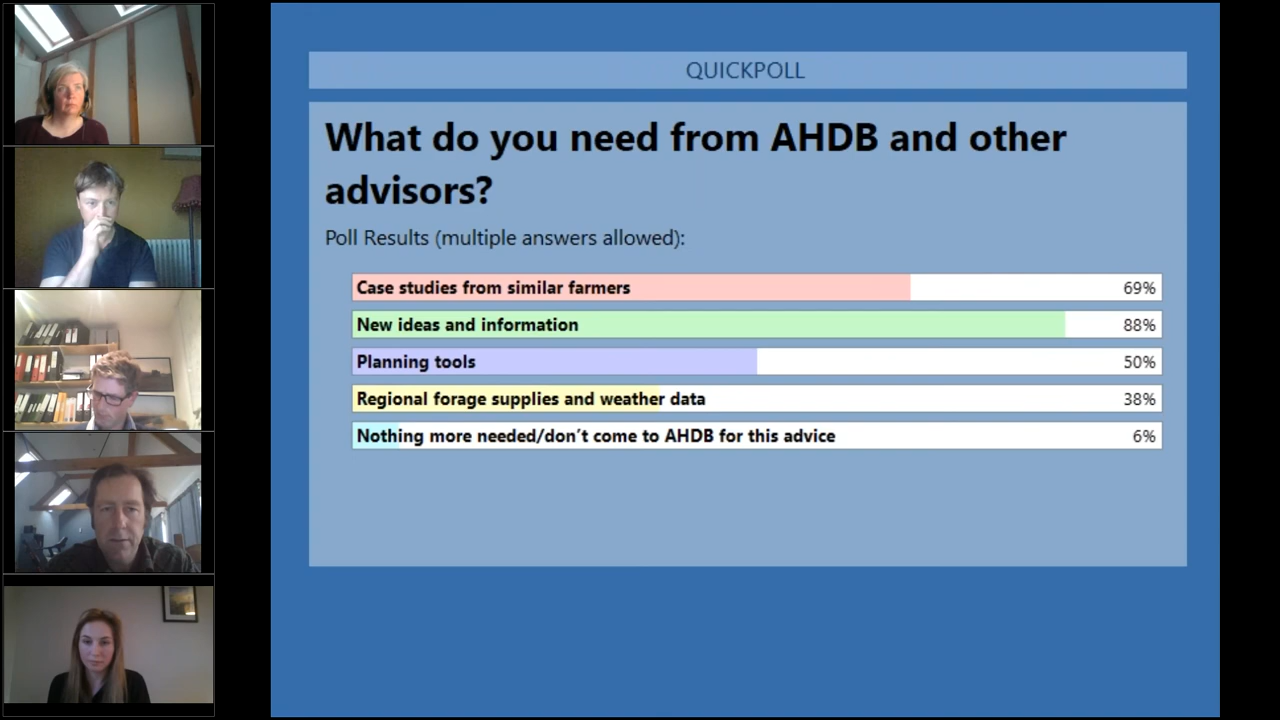 QUICKPOLL
What do you need from AHDB and other
advisors?
Poll Results (multiple answers allowed):
Case studies from similar farmers 69%
New ideas and information 88%
Planning tools 50%
Regional forage supplies and weather data 38%
Nothing more needed/don’t come to AHDB for this advice 6%